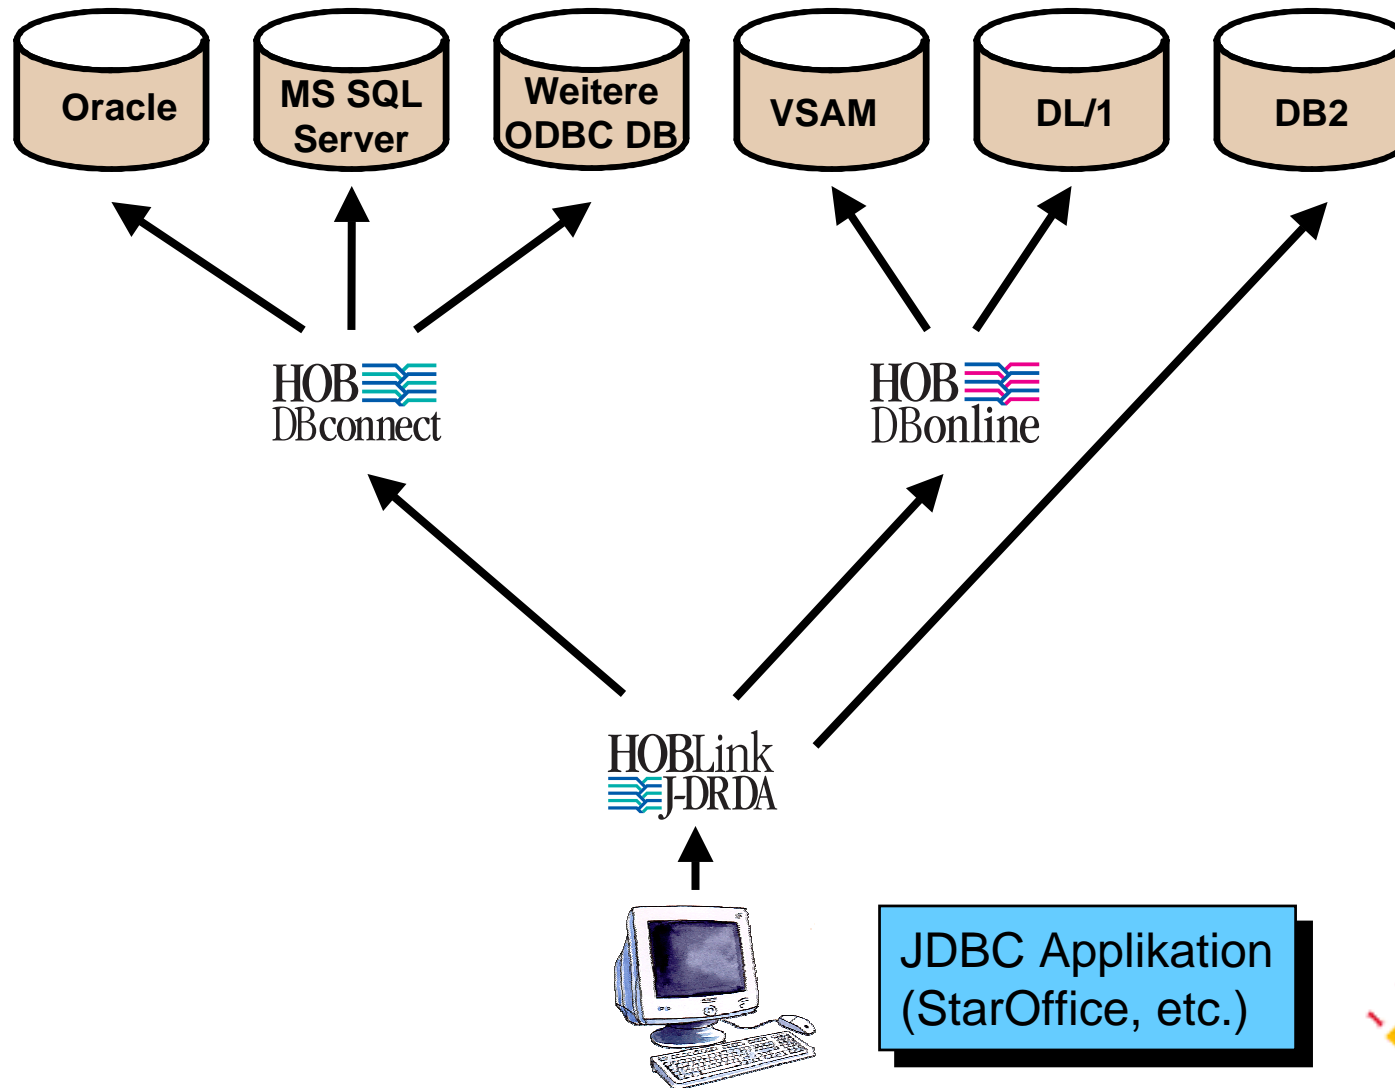 Oracle
MS SQL
Server
Weitere
ODBC DB
VSAM
DL/1
DB2
HOB
DBconnect
HOB
DBonline
HOBLink
J-DRDA
JDBC Applikation
(StarOffice, etc.)